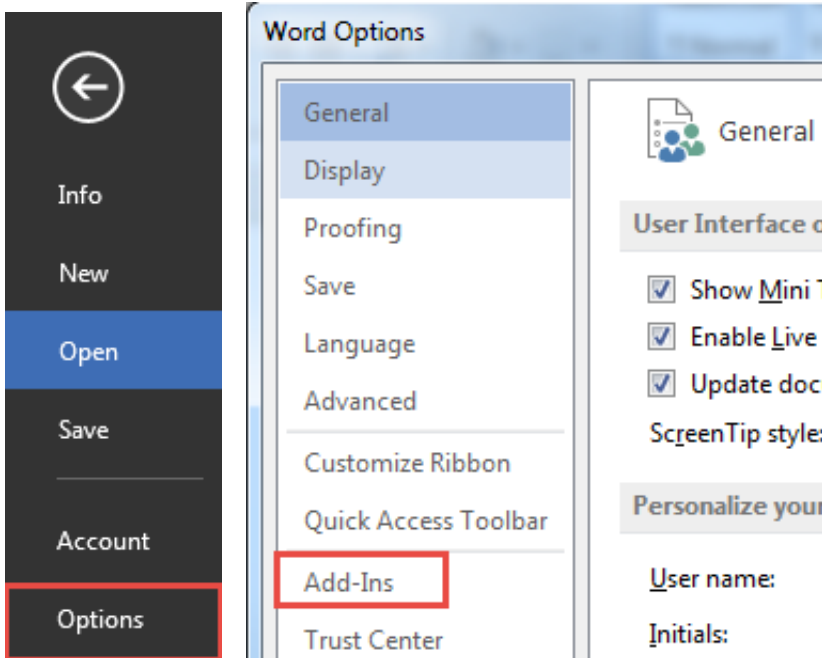 Info
New
Open
Save
Account
Options
Word Options
General
Display
Proofing
Save
Language
Advanced
Customize Ribbon
Quick Access Toolbar
Add-Ins
Trust Center
General
User Interface
Show Mini
Enable Live
Update doc
ScreenTip style:
Personalize your
User name:
Initials: